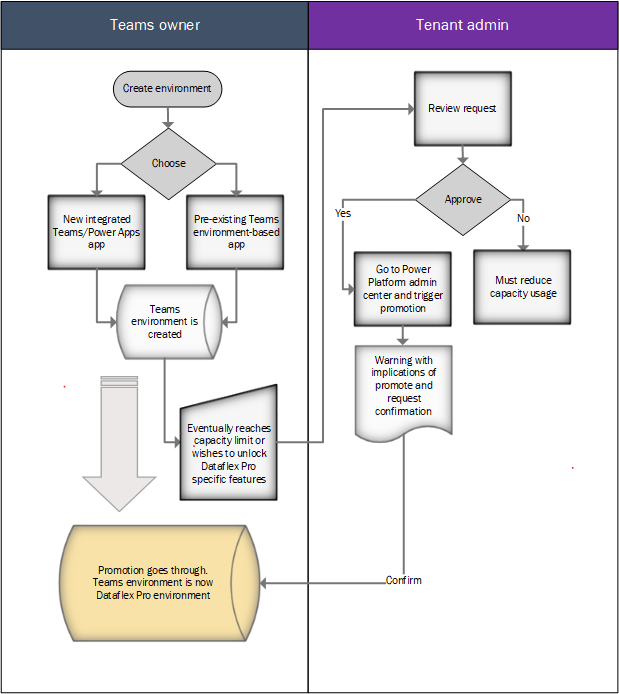 Teams owner
Tenant admin
Create environment
Choose
New integrated
Teams/Power Apps
app
Pre-existing Teams
environment-based
app
Teams
environment is
created
Eventually reaches
capacity limit or
wishes to unlock
Dataflex Pro
specific features
Promotion goes through.
Teams environment is now
Dataflex Pro environment
Review request
Approve
Yes
No
Go to Power
Platform admin
center and trigger
promotion
Must reduce
capacity usage
Warning with
implications of
promote and
request
confirmation
Confirm